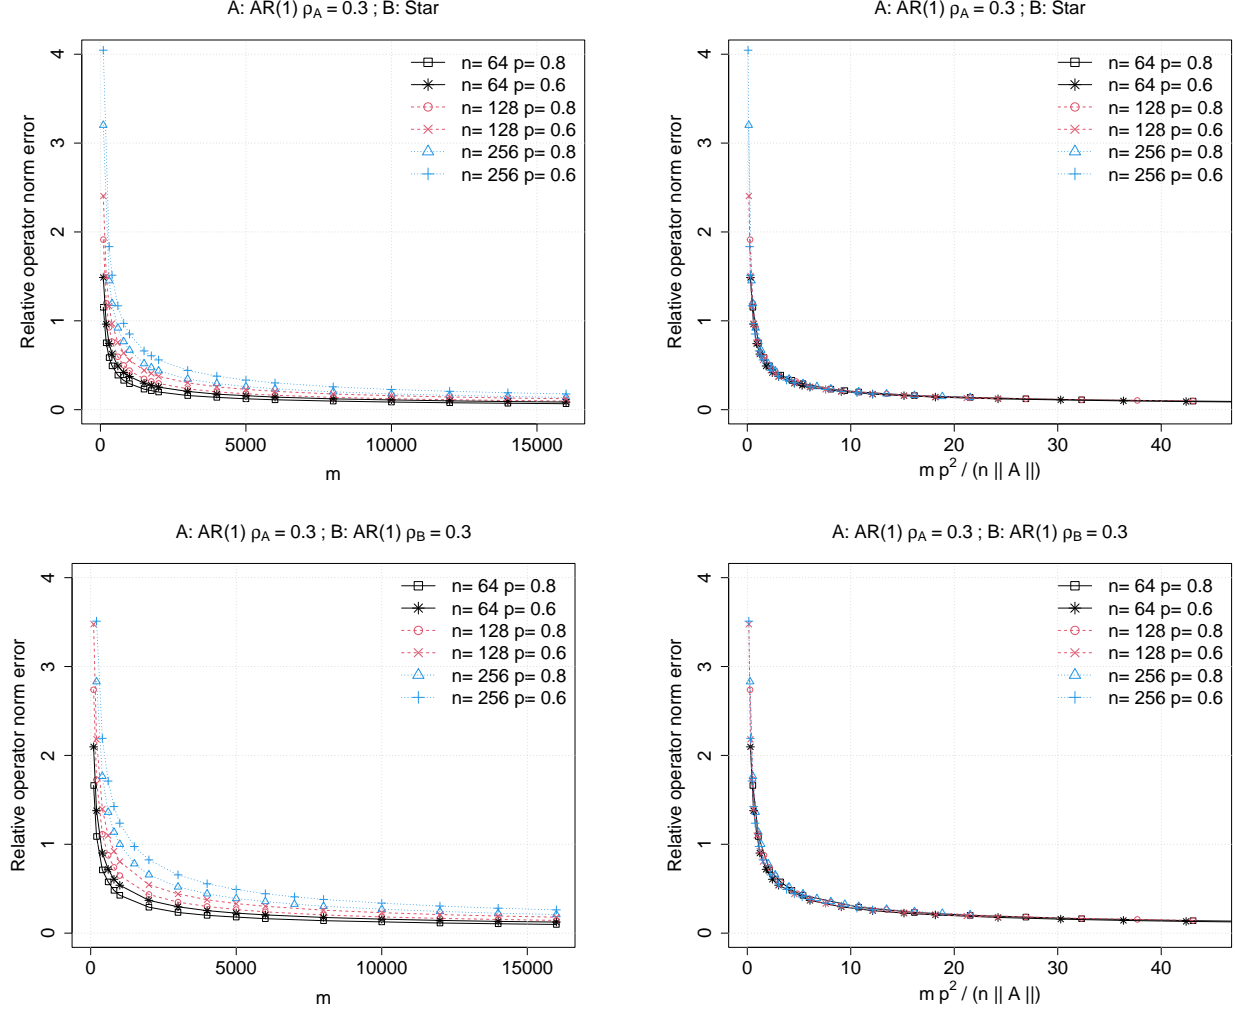 A: AR(1) ρA = 0.3 ; B: Star
Relative operator norm error
0
1
2
3
4
n= 64 p= 0.8
n= 64 p= 0.6
n= 128 p= 0.8
n= 128 p= 0.6
n= 256 p= 0.8
n= 256 p= 0.6
0
5000
10000
15000
m
A: AR(1) ρA = 0.3 ; B: Star
Relative operator norm error
0
1
2
3
4
n= 64 p= 0.8
n= 64 p= 0.6
n= 128 p= 0.8
n= 128 p= 0.6
n= 256 p= 0.8
n= 256 p= 0.6
0
10
20
30
40
m p² / (n || A ||)
A: AR(1) ρA = 0.3 ; B: AR(1) ρB = 0.3
Relative operator norm error
0
1
2
3
4
n= 64 p= 0.8
n= 64 p= 0.6
n= 128 p= 0.8
n= 128 p= 0.6
n= 256 p= 0.8
n= 256 p= 0.6
0
5000
10000
15000
m
A: AR(1) ρA = 0.3 ; B: AR(1) ρB = 0.3
Relative operator norm error
0
1
2
3
4
n= 64 p= 0.8
n= 64 p= 0.6
n= 128 p= 0.8
n= 128 p= 0.6
n= 256 p= 0.8
n= 256 p= 0.6
0
10
20
30
40
m p² / (n || A ||)